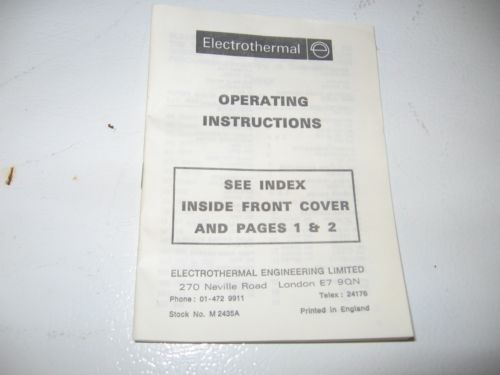 Electrothermal
OPERATING
INSTRUCTIONS
SEE INDEX
INSIDE FRONT COVER
AND PAGES 1 & 2
ELECTROTHERMAL ENGINEERING LIMITED
270 Neville Road London E7 9QN
Phone: 01-472 9911 Telex: 24176
Stock No. M 2435A Printed in England